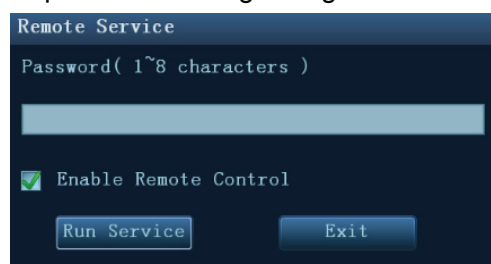 Remote Service
Password( 1~8 characters )
Enable Remote Control
Run Service Exit